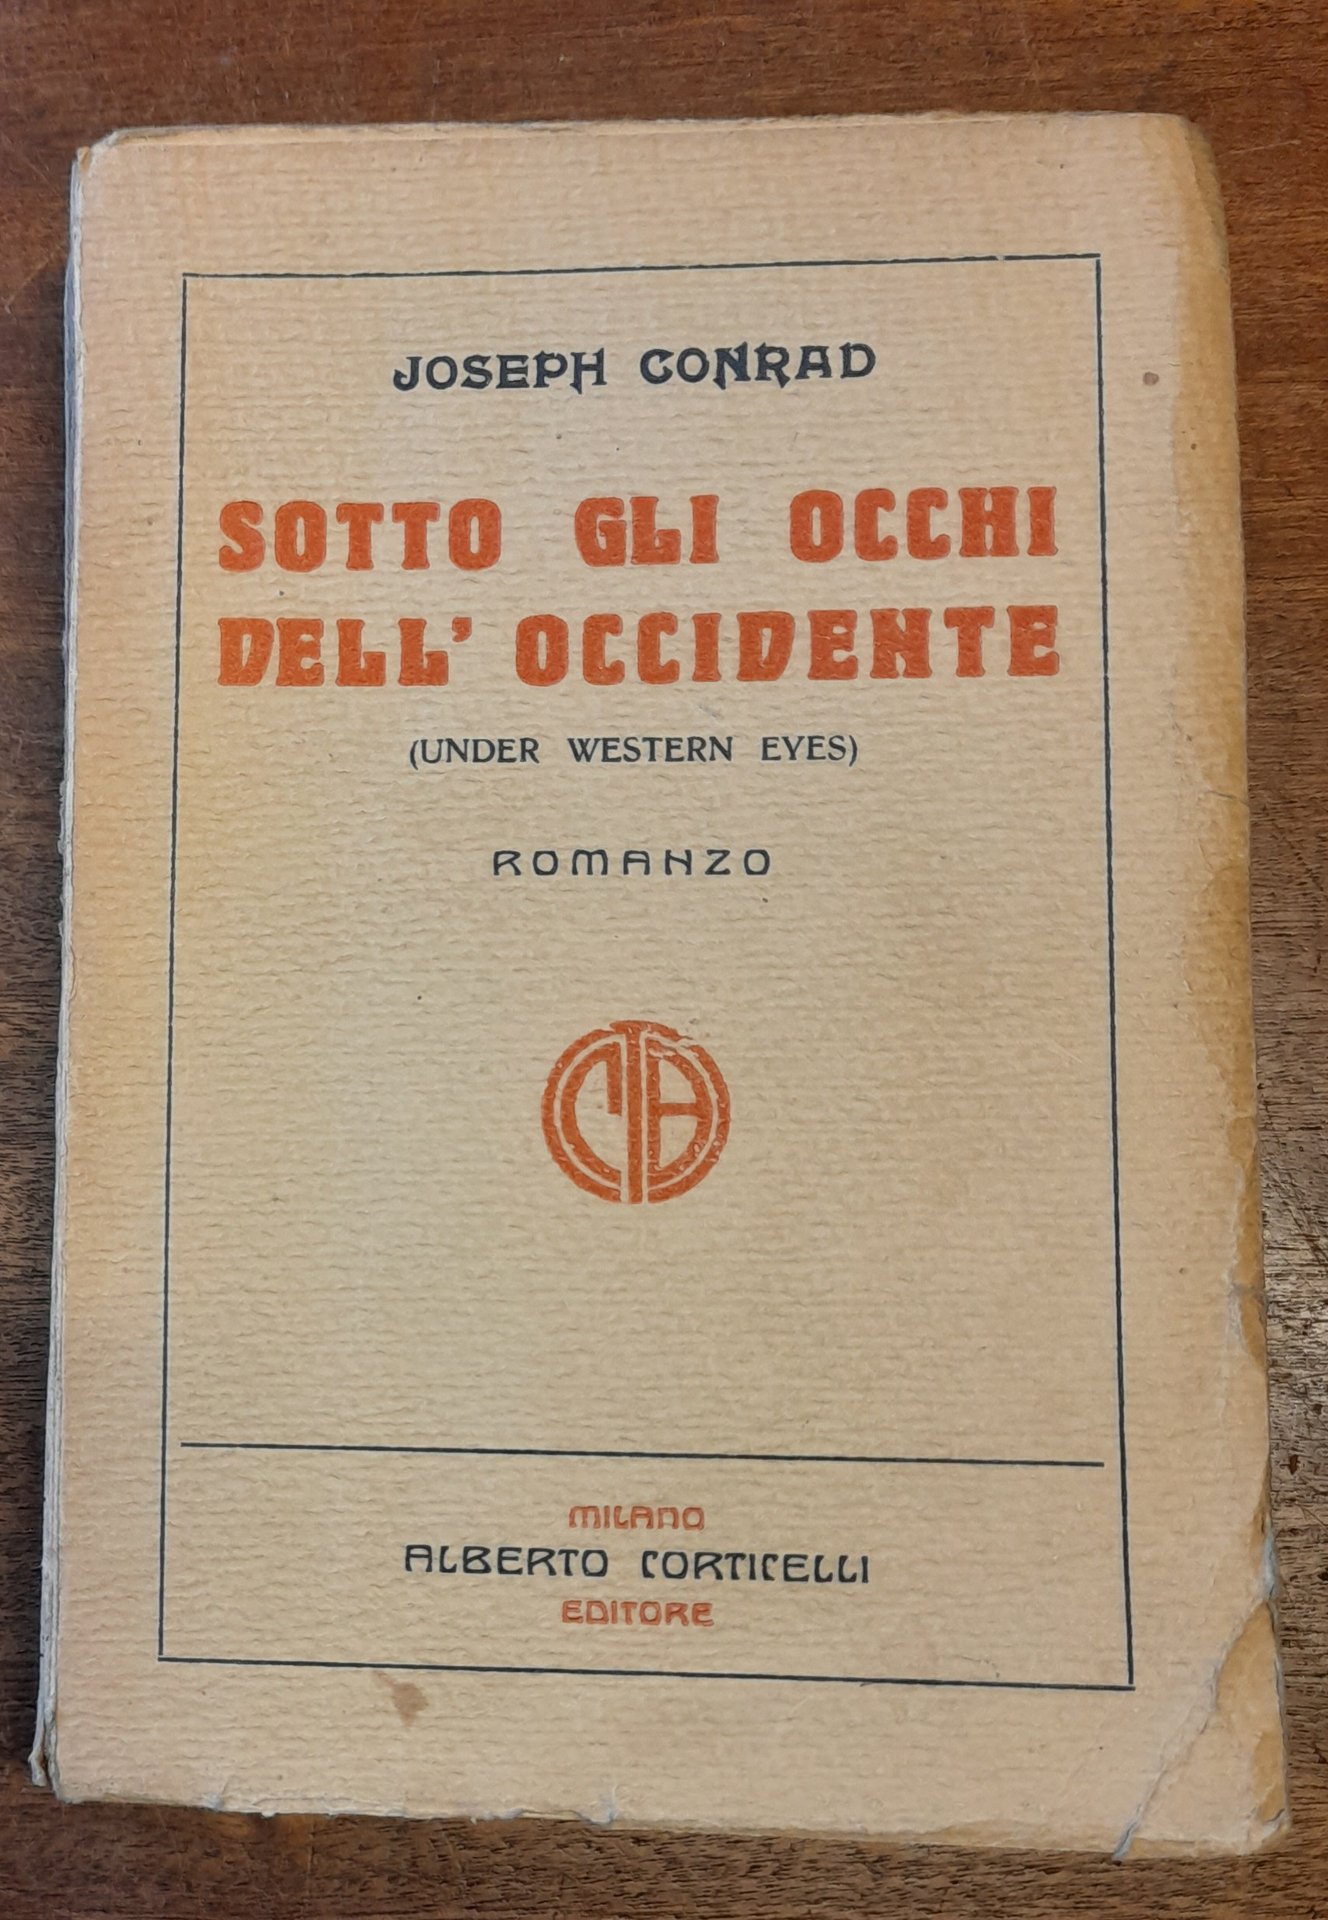 JOSEPH CONRAD
SOTTO GLI OCCHI
DELL' OCCIDENTE
(UNDER WESTERN EYES)
ROMANZO
MILANO
ALBERTO CORTICELLI
EDITORE